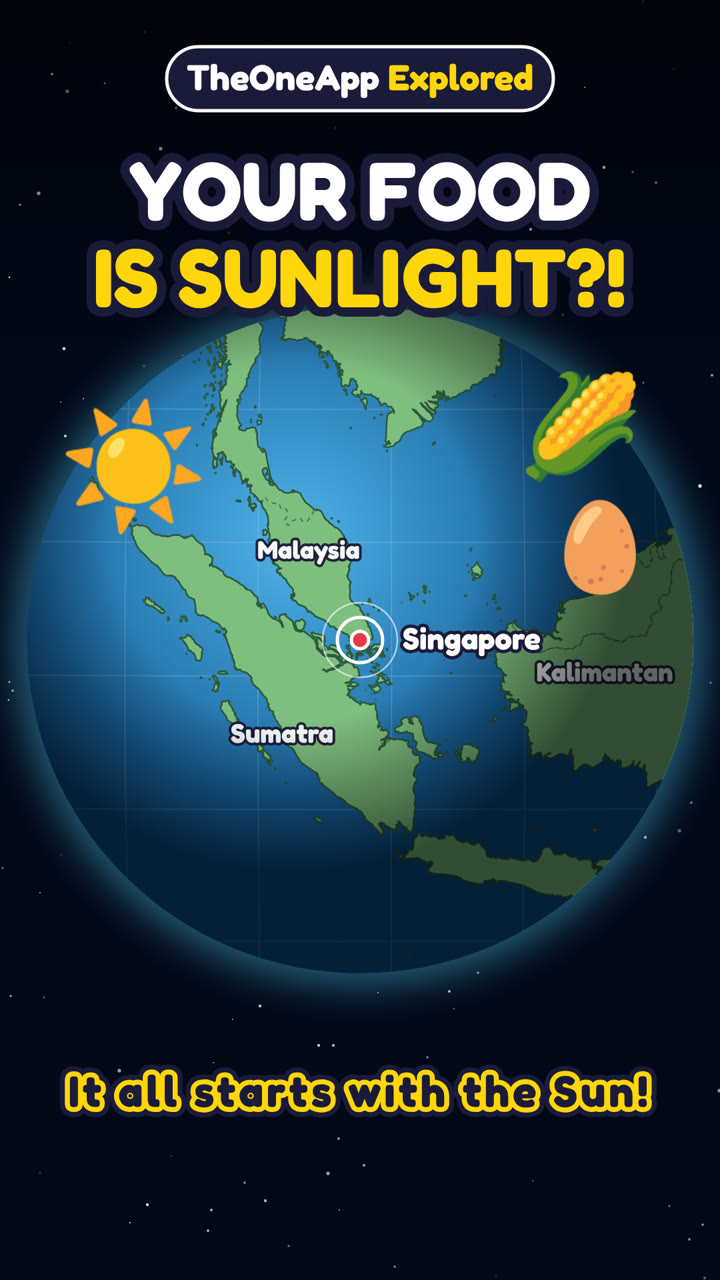 TheOneApp Explored
YOUR FOOD
IS SUNLIGHT?!
Malaysia
Singapore
Kalimantan
Sumatra
It all starts with the Sun!